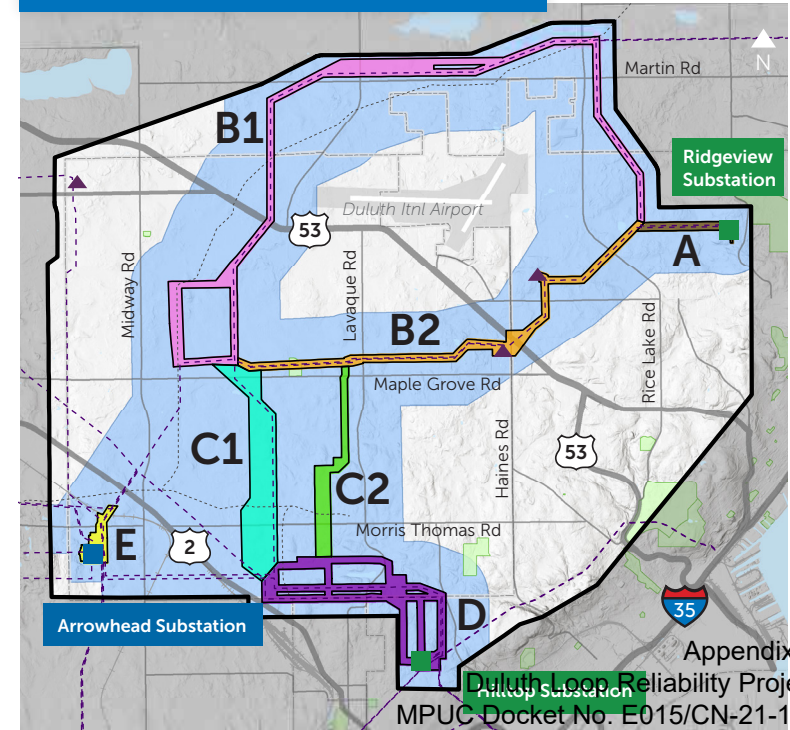 N
Martin Rd
B1
Ridgeview
Substation
Duluth Itnl Airport
53
A
Midway Rd
Lavaque Rd
B2
Rice Lake Rd
Maple Grove Rd
C1
Haines Rd
53
C2
Morris Thomas Rd
E
2
D
35
Arrowhead Substation
Appendix
Hilltop Substation
Duluth Loop Reliability Proje
MPUC Docket No. E015/CN-21-1